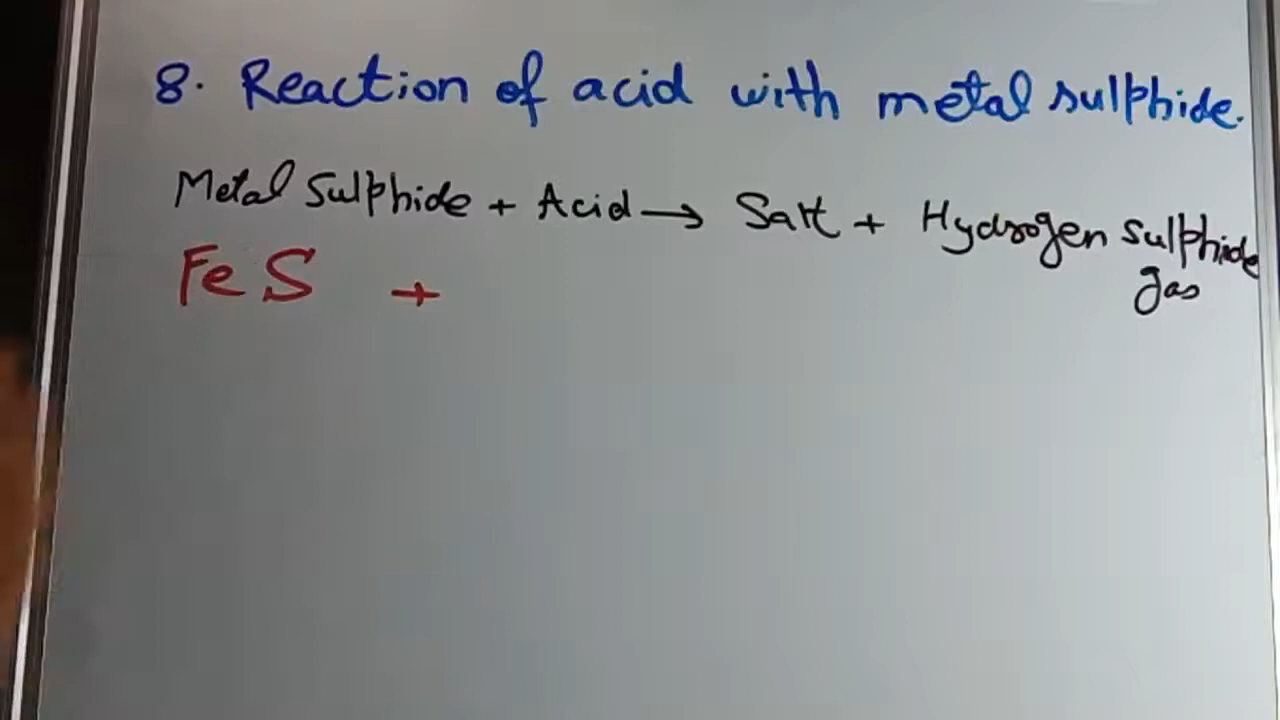 8. Reaction of acid with metal sulphide.
Metal Sulphide + Acid → Salt + Hydrogen sulphide
gas
FeS +